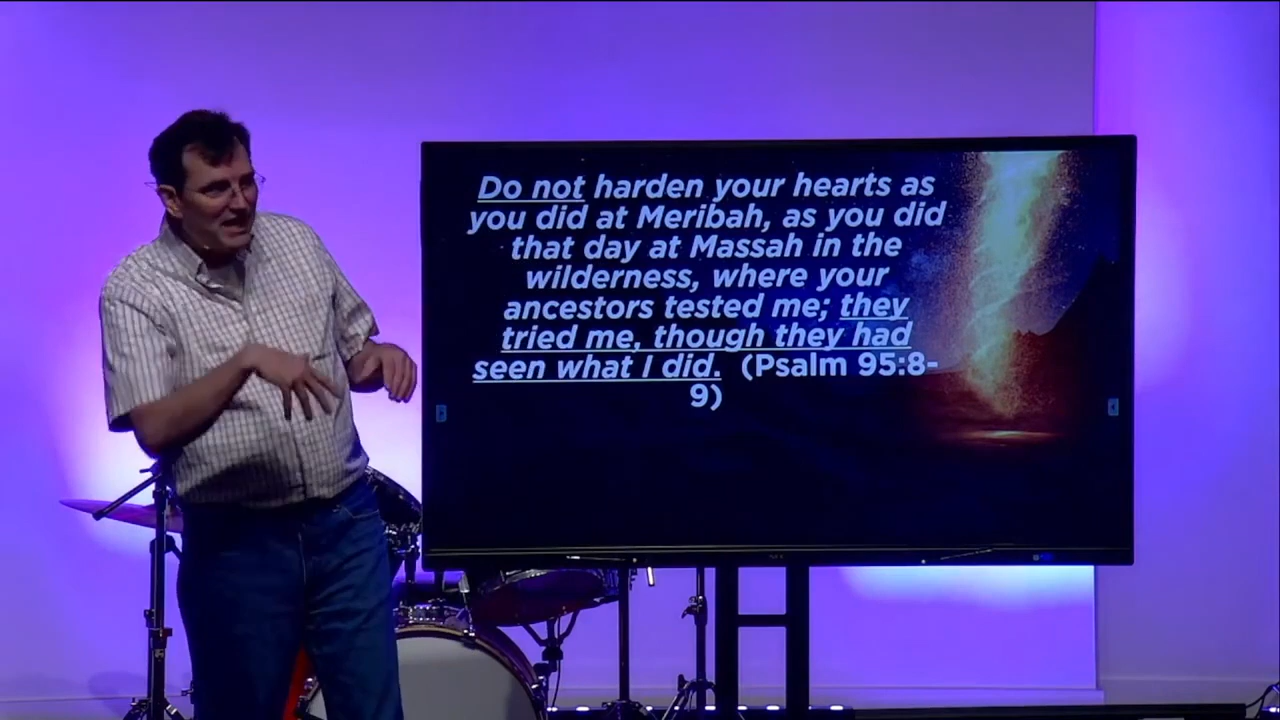 Do not harden your hearts as
you did at Meribah, as you did
that day at Massah in the
wilderness, where your
ancestors tested me; they
tried me, though they had
seen what I did. (Psalm 95:8-
9)